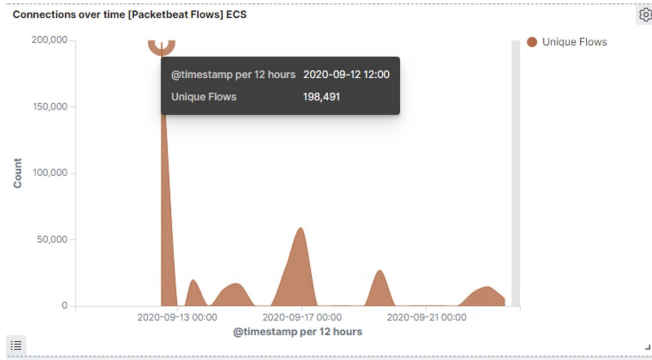 Connections over time [Packetbeat Flows] ECS
200,000
150,000
100,000
50,000
0
Count
@timestamp per 12 hours 2020-09-12 12:00
Unique Flows 198,491
Unique Flows
2020-09-13 00:00
2020-09-17 00:00
2020-09-21 00:00
@timestamp per 12 hours